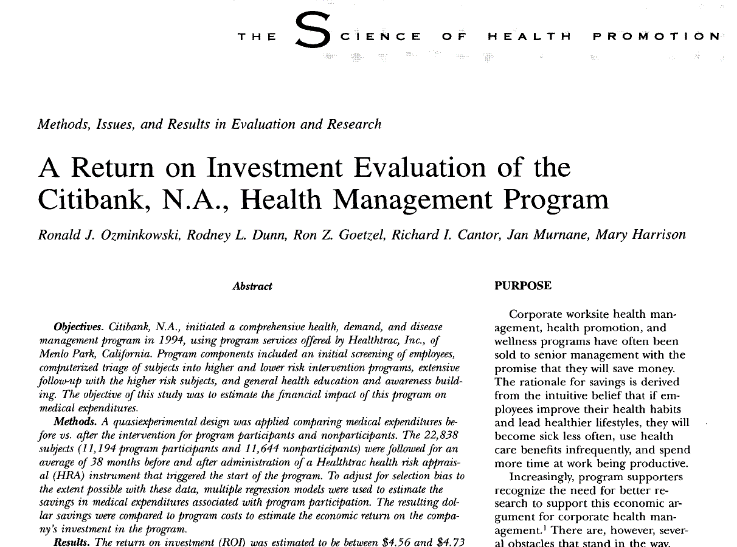 THE SCIENCE OF HEALTH PROMOTION
Methods, Issues, and Results in Evaluation and Research
A Return on Investment Evaluation of the
Citibank, N.A., Health Management Program
Ronald J. Ozminkowski, Rodney L. Dunn, Ron Z. Goetzel, Richard I. Cantor, Jan Murnane, Mary Harrison
Abstract
Objectives. Citibank, N.A., initiated a comprehensive health, demand, and disease
management program in 1994, using program services offered by Healthtrac, Inc., of
Menlo Park, California. Program components included an initial screening of employees,
computerized triage of subjects into higher and lower risk intervention programs, extensive
follow-up with the higher risk subjects, and general health education and awareness build-
ing. The objective of this study was to estimate the financial impact of this program on
medical expenditures.
Methods. A quasiexperimental design was applied comparing medical expenditures be-
fore vs. after the intervention for program participants and nonparticipants. The 22,838
subjects (11,194 program participants and 11,644 nonparticipants) were followed for an
average of 38 months before and after administration of a Healthtrac health risk apprais-
al (HRA) instrument that triggered the start of the program. To adjust for selection bias to
the extent possible with these data, multiple regression models were used to estimate the
savings in medical expenditures associated with program participation. The resulting dol-
lar savings were compared to program costs to estimate the economic return on the compa-
ny's investment in the program.
Results. The return on investment (ROI) was estimated to be between $4.56 and $4.73
PURPOSE
Corporate worksite health man-
agement, health promotion, and
wellness programs have often been
sold to senior management with the
promise that they will save money.
The rationale for savings is derived
from the intuitive belief that if em-
ployees improve their health habits
and lead healthier lifestyles, they will
become sick less often, use health
care benefits infrequently, and spend
more time at work being productive.
Increasingly, program supporters
recognize the need for better re-
search to support this economic ar-
gument for corporate health man-
agement.¹ There are, however, sever-
al obstacles that stand in the way.